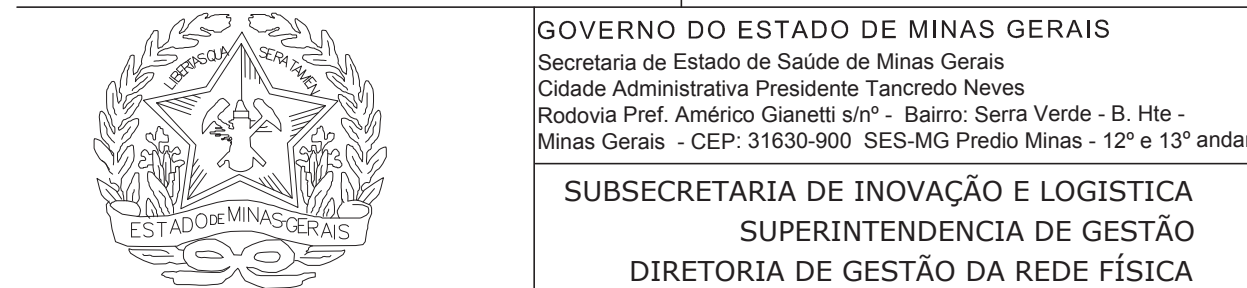 LIBERTAS QUÆ SERA TAMEN
ESTADO DE MINAS GERAIS
GOVERNO DO ESTADO DE MINAS GERAIS
Secretaria de Estado de Saúde de Minas Gerais
Cidade Administrativa Presidente Tancredo Neves
Rodovia Pref. Américo Gianetti s/nº - Bairro: Serra Verde - B. Hte -
Minas Gerais - CEP: 31630-900 SES-MG Predio Minas - 12º e 13º andar
SUBSECRETARIA DE INOVAÇÃO E LOGISTICA
SUPERINTENDENCIA DE GESTÃO
DIRETORIA DE GESTÃO DA REDE FÍSICA